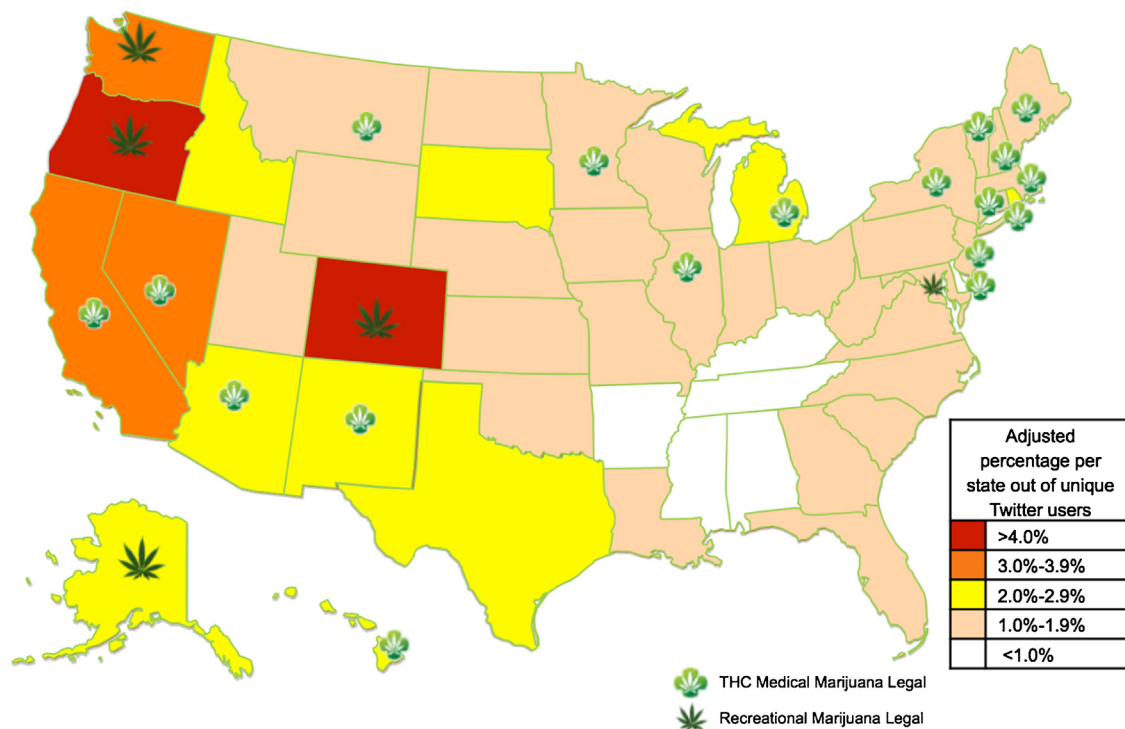 Adjusted
percentage per
state out of unique
Twitter users
>4.0%
3.0%-3.9%
2.0%-2.9%
1.0%-1.9%
<1.0%
THC Medical Marijuana Legal
Recreational Marijuana Legal